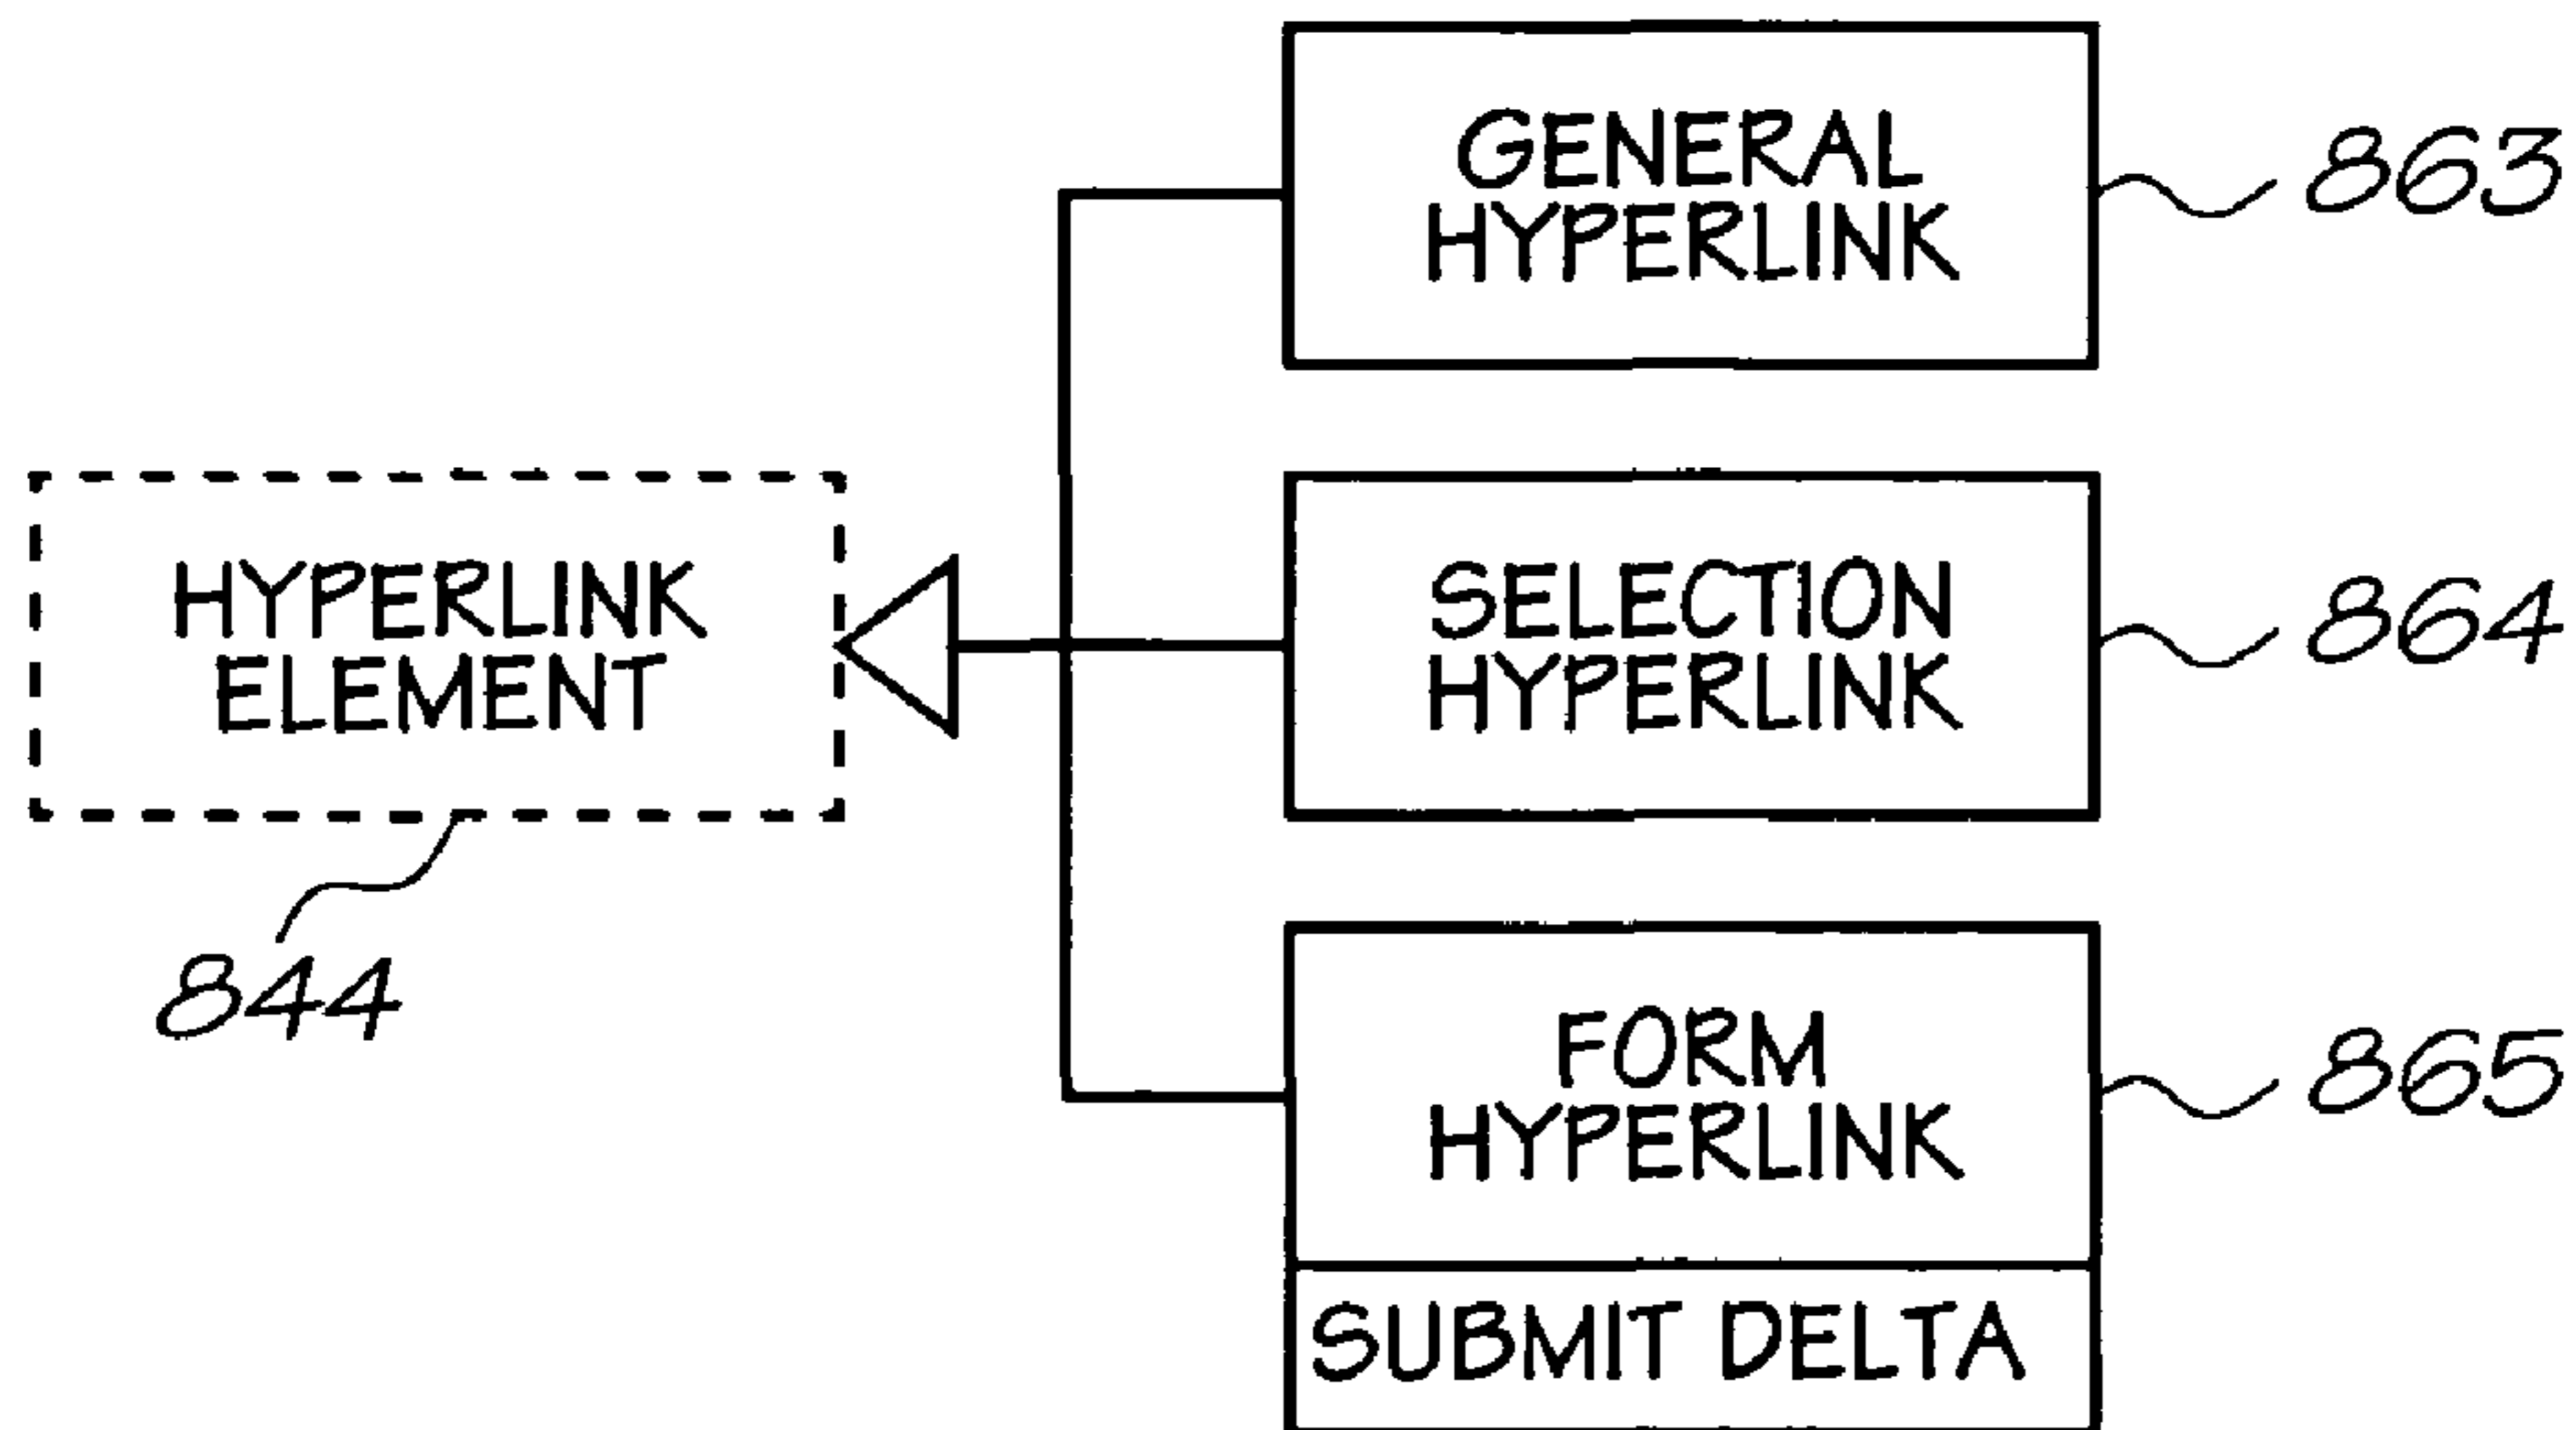 GENERAL
HYPERLINK
863
HYPERLINK
ELEMENT
844
SELECTION
HYPERLINK
864
FORM
HYPERLINK
865
SUBMIT DELTA